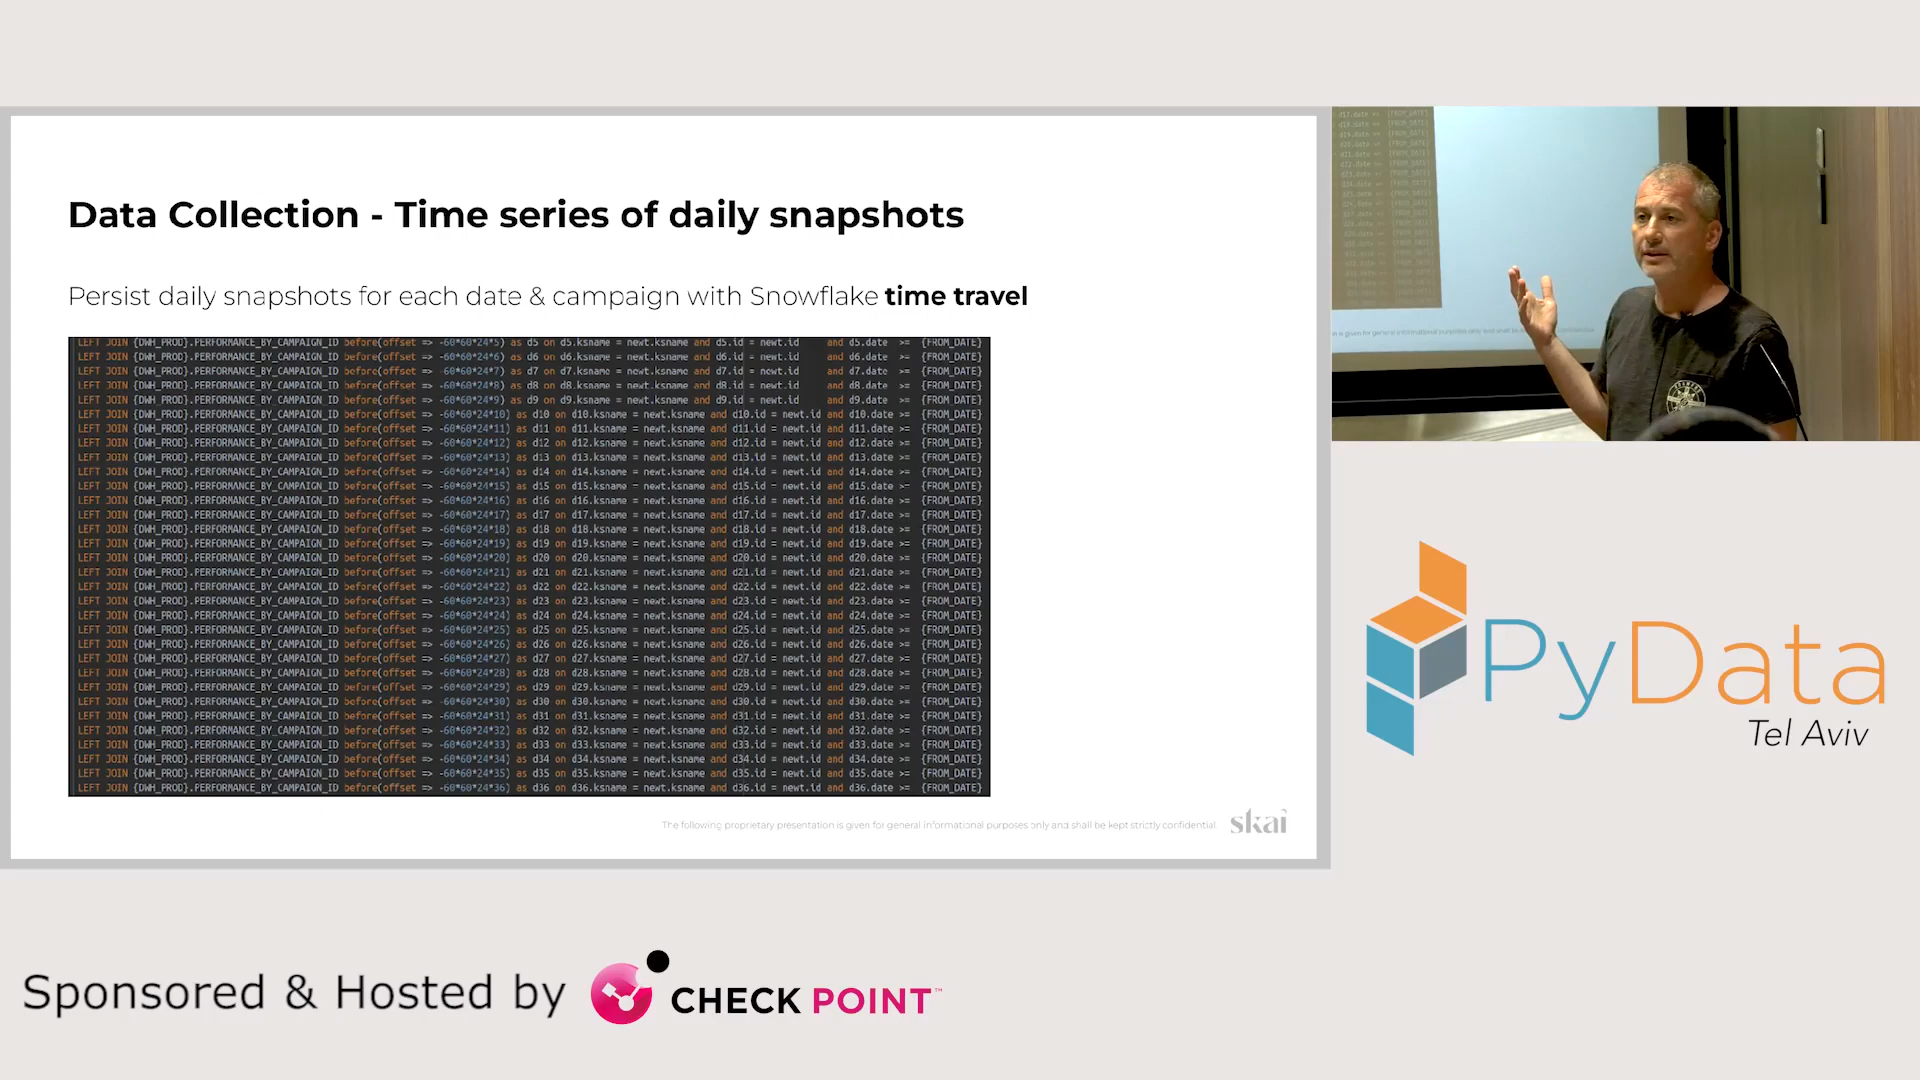 Data Collection - Time series of daily snapshots
Persist daily snapshots for each date & campaign with Snowflake time travel
LEFT JOIN {DWH_PROD}.PERFORMANCE_BY_CAMPAIGN_ID before(offset => -60*60*24*5) as d5 on d5.ksname = newt.ksname and d5.id = newt.id and d5.date >= {FROM_DATE}
LEFT JOIN {DWH_PROD}.PERFORMANCE_BY_CAMPAIGN_ID before(offset => -60*60*24*6) as d6 on d6.ksname = newt.ksname and d6.id = newt.id and d6.date >= {FROM_DATE}
LEFT JOIN {DWH_PROD}.PERFORMANCE_BY_CAMPAIGN_ID before(offset => -60*60*24*7) as d7 on d7.ksname = newt.ksname and d7.id = newt.id and d7.date >= {FROM_DATE}
LEFT JOIN {DWH_PROD}.PERFORMANCE_BY_CAMPAIGN_ID before(offset => -60*60*24*8) as d8 on d8.ksname = newt.ksname and d8.id = newt.id and d8.date >= {FROM_DATE}
LEFT JOIN {DWH_PROD}.PERFORMANCE_BY_CAMPAIGN_ID before(offset => -60*60*24*9) as d9 on d9.ksname = newt.ksname and d9.id = newt.id and d9.date >= {FROM_DATE}
LEFT JOIN {DWH_PROD}.PERFORMANCE_BY_CAMPAIGN_ID before(offset => -60*60*24*10) as d10 on d10.ksname = newt.ksname and d10.id = newt.id and d10.date >= {FROM_DATE}
LEFT JOIN {DWH_PROD}.PERFORMANCE_BY_CAMPAIGN_ID before(offset => -60*60*24*11) as d11 on d11.ksname = newt.ksname and d11.id = newt.id and d11.date >= {FROM_DATE}
LEFT JOIN {DWH_PROD}.PERFORMANCE_BY_CAMPAIGN_ID before(offset => -60*60*24*12) as d12 on d12.ksname = newt.ksname and d12.id = newt.id and d12.date >= {FROM_DATE}
LEFT JOIN {DWH_PROD}.PERFORMANCE_BY_CAMPAIGN_ID before(offset => -60*60*24*13) as d13 on d13.ksname = newt.ksname and d13.id = newt.id and d13.date >= {FROM_DATE}
LEFT JOIN {DWH_PROD}.PERFORMANCE_BY_CAMPAIGN_ID before(offset => -60*60*24*14) as d14 on d14.ksname = newt.ksname and d14.id = newt.id and d14.date >= {FROM_DATE}
LEFT JOIN {DWH_PROD}.PERFORMANCE_BY_CAMPAIGN_ID before(offset => -60*60*24*15) as d15 on d15.ksname = newt.ksname and d15.id = newt.id and d15.date >= {FROM_DATE}
LEFT JOIN {DWH_PROD}.PERFORMANCE_BY_CAMPAIGN_ID before(offset => -60*60*24*16) as d16 on d16.ksname = newt.ksname and d16.id = newt.id and d16.date >= {FROM_DATE}
LEFT JOIN {DWH_PROD}.PERFORMANCE_BY_CAMPAIGN_ID before(offset => -60*60*24*17) as d17 on d17.ksname = newt.ksname and d17.id = newt.id and d17.date >= {FROM_DATE}
LEFT JOIN {DWH_PROD}.PERFORMANCE_BY_CAMPAIGN_ID before(offset => -60*60*24*18) as d18 on d18.ksname = newt.ksname and d18.id = newt.id and d18.date >= {FROM_DATE}
LEFT JOIN {DWH_PROD}.PERFORMANCE_BY_CAMPAIGN_ID before(offset => -60*60*24*19) as d19 on d19.ksname = newt.ksname and d19.id = newt.id and d19.date >= {FROM_DATE}
LEFT JOIN {DWH_PROD}.PERFORMANCE_BY_CAMPAIGN_ID before(offset => -60*60*24*20) as d20 on d20.ksname = newt.ksname and d20.id = newt.id and d20.date >= {FROM_DATE}
LEFT JOIN {DWH_PROD}.PERFORMANCE_BY_CAMPAIGN_ID before(offset => -60*60*24*21) as d21 on d21.ksname = newt.ksname and d21.id = newt.id and d21.date >= {FROM_DATE}
LEFT JOIN {DWH_PROD}.PERFORMANCE_BY_CAMPAIGN_ID before(offset => -60*60*24*22) as d22 on d22.ksname = newt.ksname and d22.id = newt.id and d22.date >= {FROM_DATE}
LEFT JOIN {DWH_PROD}.PERFORMANCE_BY_CAMPAIGN_ID before(offset => -60*60*24*23) as d23 on d23.ksname = newt.ksname and d23.id = newt.id and d23.date >= {FROM_DATE}
LEFT JOIN {DWH_PROD}.PERFORMANCE_BY_CAMPAIGN_ID before(offset => -60*60*24*24) as d24 on d24.ksname = newt.ksname and d24.id = newt.id and d24.date >= {FROM_DATE}
LEFT JOIN {DWH_PROD}.PERFORMANCE_BY_CAMPAIGN_ID before(offset => -60*60*24*25) as d25 on d25.ksname = newt.ksname and d25.id = newt.id and d25.date >= {FROM_DATE}
LEFT JOIN {DWH_PROD}.PERFORMANCE_BY_CAMPAIGN_ID before(offset => -60*60*24*26) as d26 on d26.ksname = newt.ksname and d26.id = newt.id and d26.date >= {FROM_DATE}
LEFT JOIN {DWH_PROD}.PERFORMANCE_BY_CAMPAIGN_ID before(offset => -60*60*24*27) as d27 on d27.ksname = newt.ksname and d27.id = newt.id and d27.date >= {FROM_DATE}
LEFT JOIN {DWH_PROD}.PERFORMANCE_BY_CAMPAIGN_ID before(offset => -60*60*24*28) as d28 on d28.ksname = newt.ksname and d28.id = newt.id and d28.date >= {FROM_DATE}
LEFT JOIN {DWH_PROD}.PERFORMANCE_BY_CAMPAIGN_ID before(offset => -60*60*24*29) as d29 on d29.ksname = newt.ksname and d29.id = newt.id and d29.date >= {FROM_DATE}
LEFT JOIN {DWH_PROD}.PERFORMANCE_BY_CAMPAIGN_ID before(offset => -60*60*24*30) as d30 on d30.ksname = newt.ksname and d30.id = newt.id and d30.date >= {FROM_DATE}
LEFT JOIN {DWH_PROD}.PERFORMANCE_BY_CAMPAIGN_ID before(offset => -60*60*24*31) as d31 on d31.ksname = newt.ksname and d31.id = newt.id and d31.date >= {FROM_DATE}
LEFT JOIN {DWH_PROD}.PERFORMANCE_BY_CAMPAIGN_ID before(offset => -60*60*24*32) as d32 on d32.ksname = newt.ksname and d32.id = newt.id and d32.date >= {FROM_DATE}
LEFT JOIN {DWH_PROD}.PERFORMANCE_BY_CAMPAIGN_ID before(offset => -60*60*24*33) as d33 on d33.ksname = newt.ksname and d33.id = newt.id and d33.date >= {FROM_DATE}
LEFT JOIN {DWH_PROD}.PERFORMANCE_BY_CAMPAIGN_ID before(offset => -60*60*24*34) as d34 on d34.ksname = newt.ksname and d34.id = newt.id and d34.date >= {FROM_DATE}
LEFT JOIN {DWH_PROD}.PERFORMANCE_BY_CAMPAIGN_ID before(offset => -60*60*24*35) as d35 on d35.ksname = newt.ksname and d35.id = newt.id and d35.date >= {FROM_DATE}
LEFT JOIN {DWH_PROD}.PERFORMANCE_BY_CAMPAIGN_ID before(offset => -60*60*24*36) as d36 on d36.ksname = newt.ksname and d36.id = newt.id and d36.date >= {FROM_DATE}
The following proprietary presentation is given for general informational purposes only and shall be kept strictly confidential.
skai
PyData
Tel Aviv
Sponsored & Hosted by
CHECK POINT™